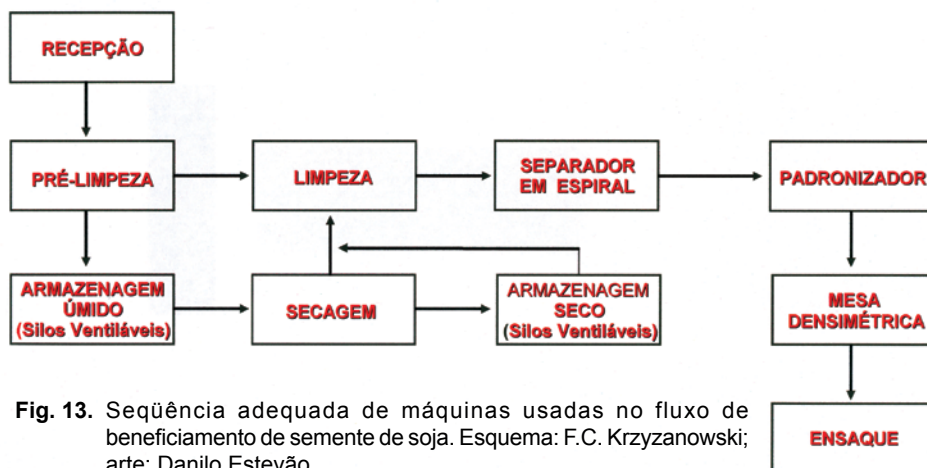 RECEPÇÃO
PRÉ-LIMPEZA
LIMPEZA
SEPARADOR
EM ESPIRAL
PADRONIZADOR
ARMAZENAGEM
ÚMIDO
(Silos Ventiláveis)
SECAGEM
ARMAZENAGEM
SECO
(Silos Ventiláveis)
MESA
DENSIMÉTRICA
ENSAQUE
Fig. 13. Seqüência adequada de máquinas usadas no fluxo de
beneficiamento de semente de soja. Esquema: F.C. Krzyzanowski;
arte: Danilo Estevão